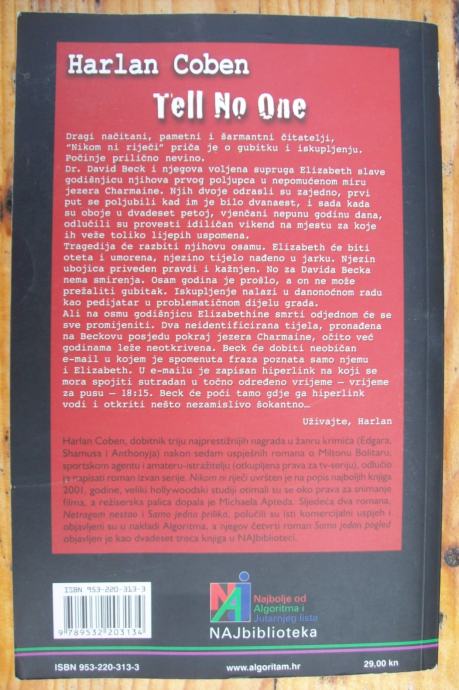 Harlan Coben
Tell No One
Dragi načitani, pametni i šarmantni čitatelji,
"Nikom ni riječi" priča je o gubitku i iskupljenju.
Počinje prilično nevino.
Dr. David Beck i njegova voljena supruga Elizabeth slave
godišnjicu njihova prvog poljupca u nepomućenom miru
jezera Charmaine. Njih dvoje odrasli su zajedno, prvi
put se poljubili kad im je bilo dvanaest, i sada kada
su oboje u dvadeset petoj, vjenčani nepunu godinu dana,
odlučili su provesti idiličan vikend na mjestu za koje
ih veže toliko lijepih uspomena.
Tragedija će razbiti njihovu osamu. Elizabeth će biti
oteta i umorena, njezino tijelo nađeno u jarku. Njezin
ubojica priveden pravdi i kažnjen. No za Davida Becka
nema smirenja. Osam godina je prošlo, a on ne može
prežaliti gubitak. Iskupljenje nalazi u danonoćnom radu
kao pedijatar u problematičnom dijelu grada.
Ali na osmu godišnjicu Elizabethine smrti odjednom će se
sve promijeniti. Dva neidentificirana tijela, pronađena
na Beckovu posjedu pokraj jezera Charmaine, očito već
godinama leže neotkrivena. Beck će dobiti neobičan
e-mail u kojem je spomenuta fraza poznata samo njemu
i Elizabeth. U e-mailu je zapisan hiperlink na koji se
mora spojiti sutradan u točno određeno vrijeme — vrijeme
za pusu — 18:15. Beck će poći tamo gdje ga hiperlink
vodi i otkriti nešto nezamislivo šokantno…
Uživajte, Harlan
Harlan Coben, dobitnik triju najprestižnijih nagrada u žanru krimića (Edgara,
Shamusa i Anthonyja) nakon sedam uspješnih romana o Miltonu Bolitaru,
sportskom agentu i amateru-istražitelju (otkupljena prava za tv-seriju), odlučio
je napisati roman izvan serije. Nikom ni riječi uvršten je na popis najboljih knjiga
2001. godine, veliki hollywoodski studiji otimali su se oko prava za snimanje
filma, a režiserska palica dopala je Michaela Apteda. Sljedeća dva romana,
Netragom nestao i Samo jednu priliku, polučili su isti komercijalni uspjeh i
objavljeni su u nakladi Algoritma, a njegov četvrti roman Samo jedan pogled
objavljen je kao dvadeset treća knjiga u NAJbiblioteci.
ISBN 953-220-313-3
9 789532 203134
NAJ
Najbolje od
Algoritma i
Jutarnjeg lista
NAJbiblioteka
ISBN 953-220-313-3
www.algoritam.hr
29,00 kn